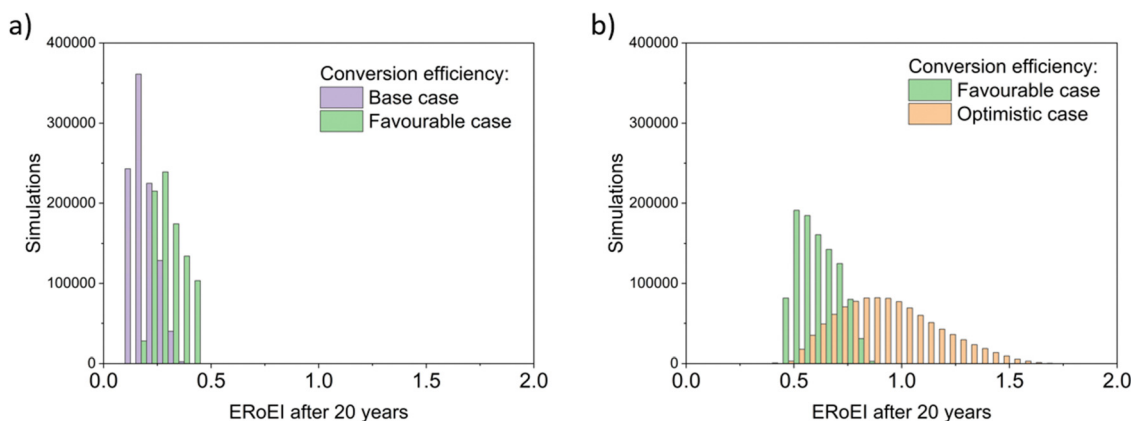 a)
400000
300000
200000
100000
0
Simulations
Conversion efficiency:
Base case
Favourable case
0.0 0.5 1.0 1.5 2.0
ERoEI after 20 years
b)
400000
300000
200000
100000
0
Simulations
Conversion efficiency:
Favourable case
Optimistic case
0.0 0.5 1.0 1.5 2.0
ERoEI after 20 years